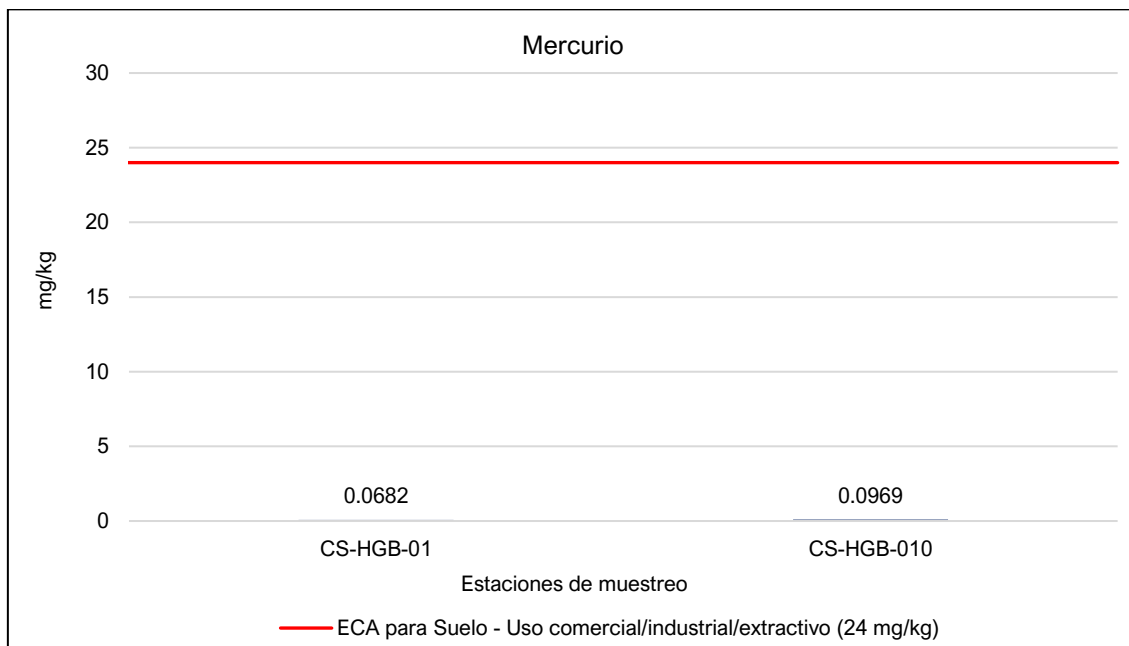 Mercurio
30
25
20
15
10
5
0
mg/kg
0.0682
0.0969
CS-HGB-01
CS-HGB-010
Estaciones de muestreo
ECA para Suelo - Uso comercial/industrial/extractivo (24 mg/kg)